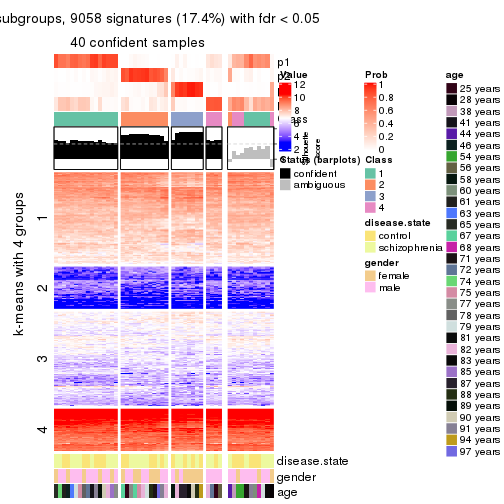 subgroups, 9058 signatures (17.4%) with fdr < 0.05
40 confident samples
p1
p2
Class
Silhouette
score
k-means with 4 groups
1
2
3
4
disease.state
gender
age
Value
12
10
8
6
4
2
Status (barplots)
confident
ambiguous
Prob
1
0.8
0.6
0.4
0.2
0
Class
1
2
3
4
disease.state
control
schizophrenia
gender
female
male
age
25 years
28 years
38 years
41 years
44 years
46 years
54 years
56 years
58 years
60 years
61 years
63 years
65 years
67 years
68 years
71 years
72 years
74 years
75 years
77 years
78 years
79 years
81 years
82 years
83 years
85 years
87 years
88 years
89 years
90 years
91 years
94 years
97 years